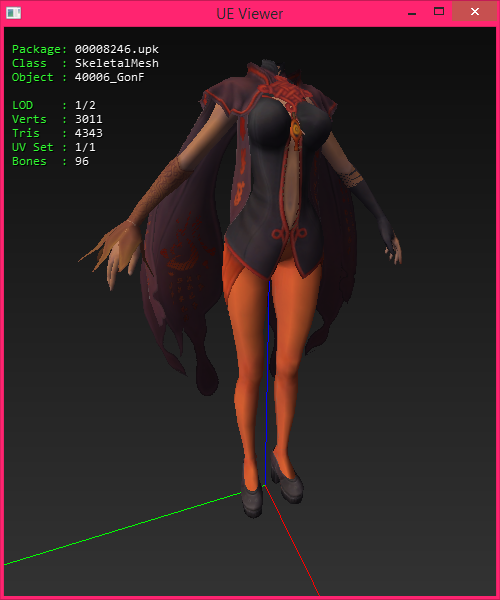 UE Viewer
Package: 00008246.upk
Class : SkeletalMesh
Object : 40006_GonF
LOD : 1/2
Verts : 3011
Tris : 4343
UV Set : 1/1
Bones : 96